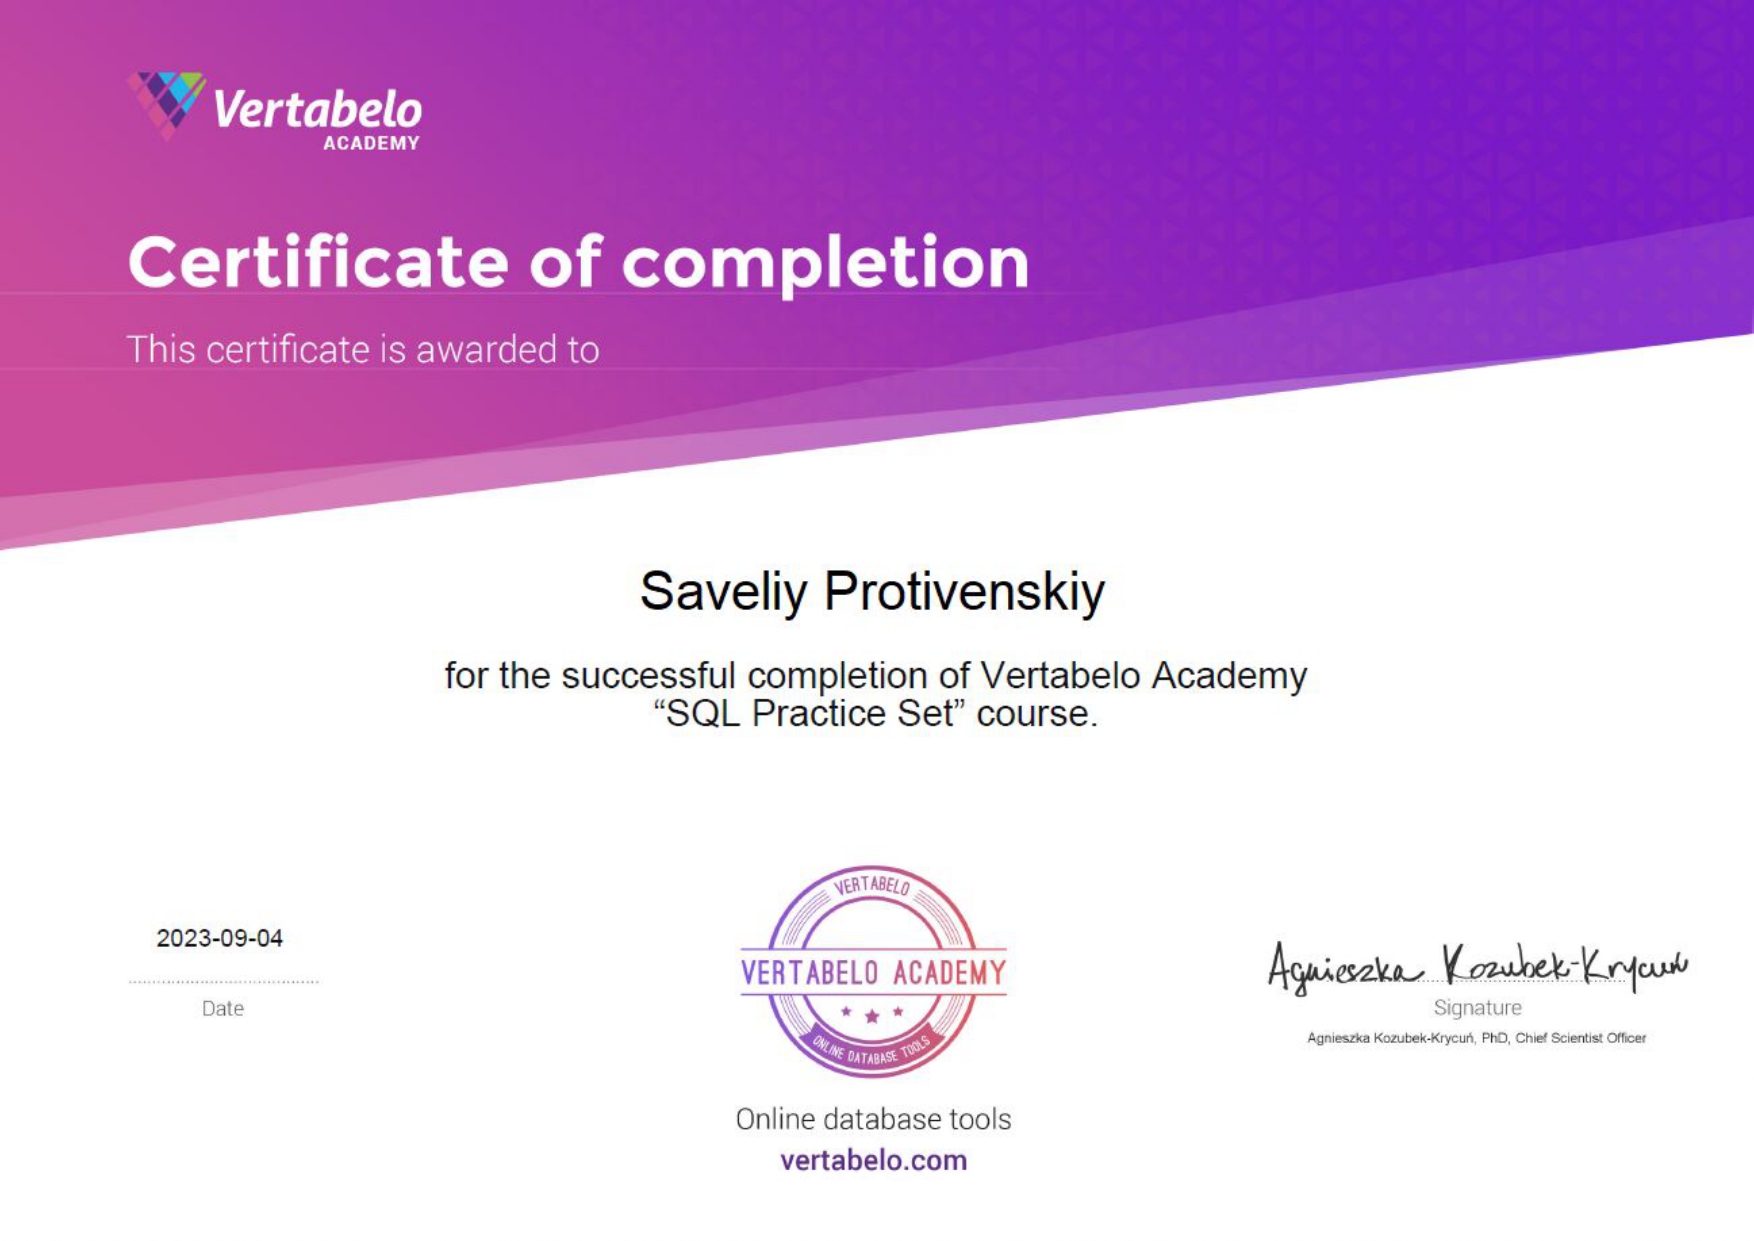 Vertabelo
ACADEMY
Certificate of completion
This certificate is awarded to
Saveliy Protivenskiy
for the successful completion of Vertabelo Academy
“SQL Practice Set” course.
2023-09-04
Date
VERTABELO
VERTABELO ACADEMY
ONLINE DATABASE TOOLS
Online database tools
vertabelo.com
Agnieszka Kozubek-Krycuń
Signature
Agnieszka Kozubek-Krycuń, PhD, Chief Scientist Officer